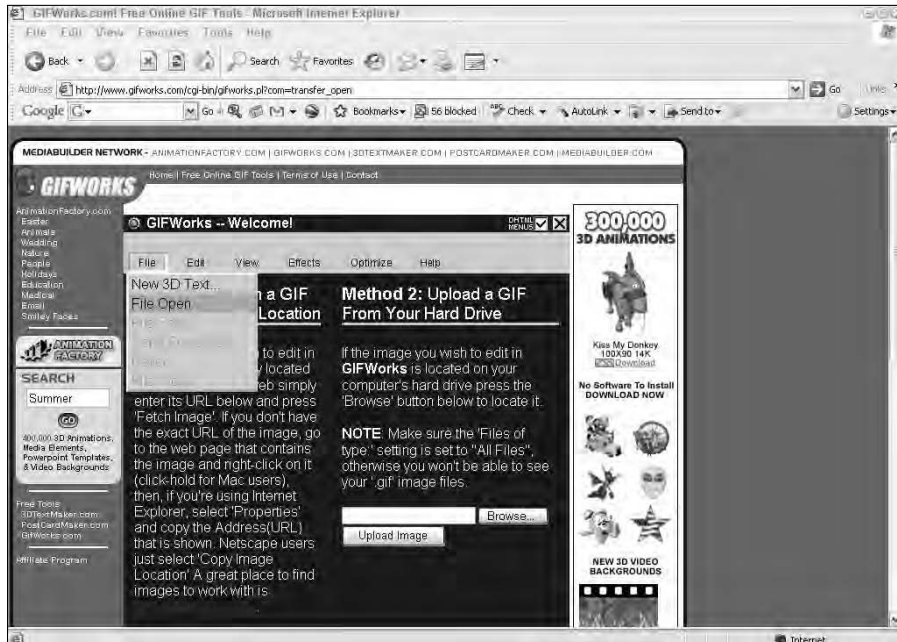 GIFWorks.com! Free Online GIF Tools - Microsoft Internet Explorer
File Edit View Favorites Tools Help
Back Search Favorites
Address http://www.gifworks.com/cgi-bin/gifworks.pl?com=transfer_open Go Links
Google G Go Bookmarks 56 blocked ABC Check AutoLink Send to Settings
MEDIABUILDER NETWORK - ANIMATIONFACTORY.COM | GIFWORKS.COM | 3DTEXTMAKER.COM | POSTCARDMAKER.COM | MEDIABUILDER.COM
GIFWORKS
Home | Free Online GIF Tools | Terms of Use | Contact
AnimationFactory.com
Easter
Animals
Wedding
Nature
People
Holidays
Education
Medical
Email
Smiley Faces
ANIMATION FACTORY
SEARCH
Summer
GO
400,000 3D Animations,
Media Elements,
Powerpoint Templates,
& Video Backgrounds
Free Tools
3DTextMaker.com
PostCardMaker.com
GifWorks.com
Affiliate Program
GIFWorks -- Welcome!
DHTML MENUS
File Edit View Effects Optimize Help
New 3D Text...
File Open
n a GIF
Location
to edit in
y located
eb simply
enter its URL below and press
'Fetch Image'. If you don't have
the exact URL of the image, go
to the web page that contains
the image and right-click on it
(click-hold for Mac users),
then, if you're using Internet
Explorer, select 'Properties'
and copy the Address(URL)
that is shown. Netscape users
just select 'Copy Image
Location' A great place to find
images to work with is
Method 2: Upload a GIF
From Your Hard Drive
If the image you wish to edit in
GIFWorks is located on your
computer's hard drive press the
'Browse' button below to locate it.
NOTE: Make sure the 'Files of
type:" setting is set to "All Files",
otherwise you won't be able to see
your '.gif' image files.
Browse...
Upload Image
300,000
3D ANIMATIONS
Kiss My Donkey
100X90 14K
Download
No Software To Install
DOWNLOAD NOW
NEW 3D VIDEO
BACKGROUNDS
Internet